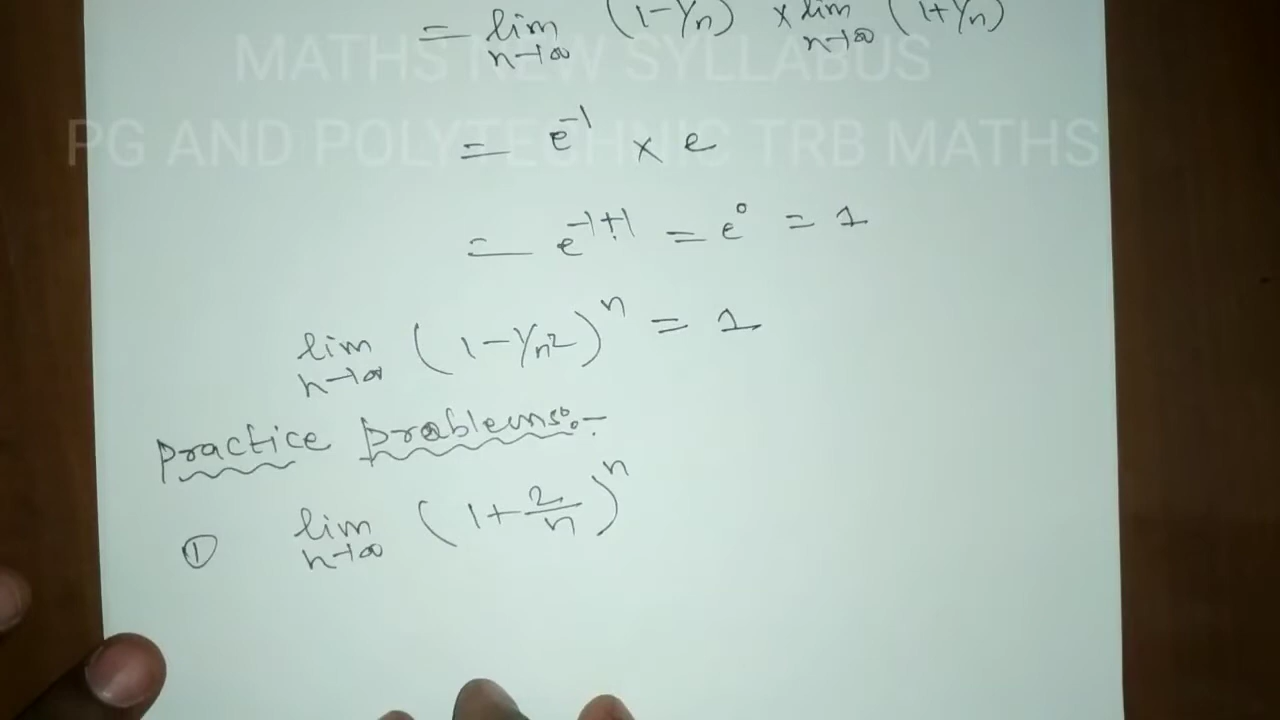 = lim n→∞ (1-1/n) × lim n→∞ (1+1/n)
MATHS NEW SYLLABUS
PG AND POLYTECHNIC TRB MATHS
= e^-1 × e
= e^-1+1 = e^0 = 1
lim n→∞ (1-1/n^2)^n = 1
Practice problems:-
① lim n→∞ (1+2/n)^n